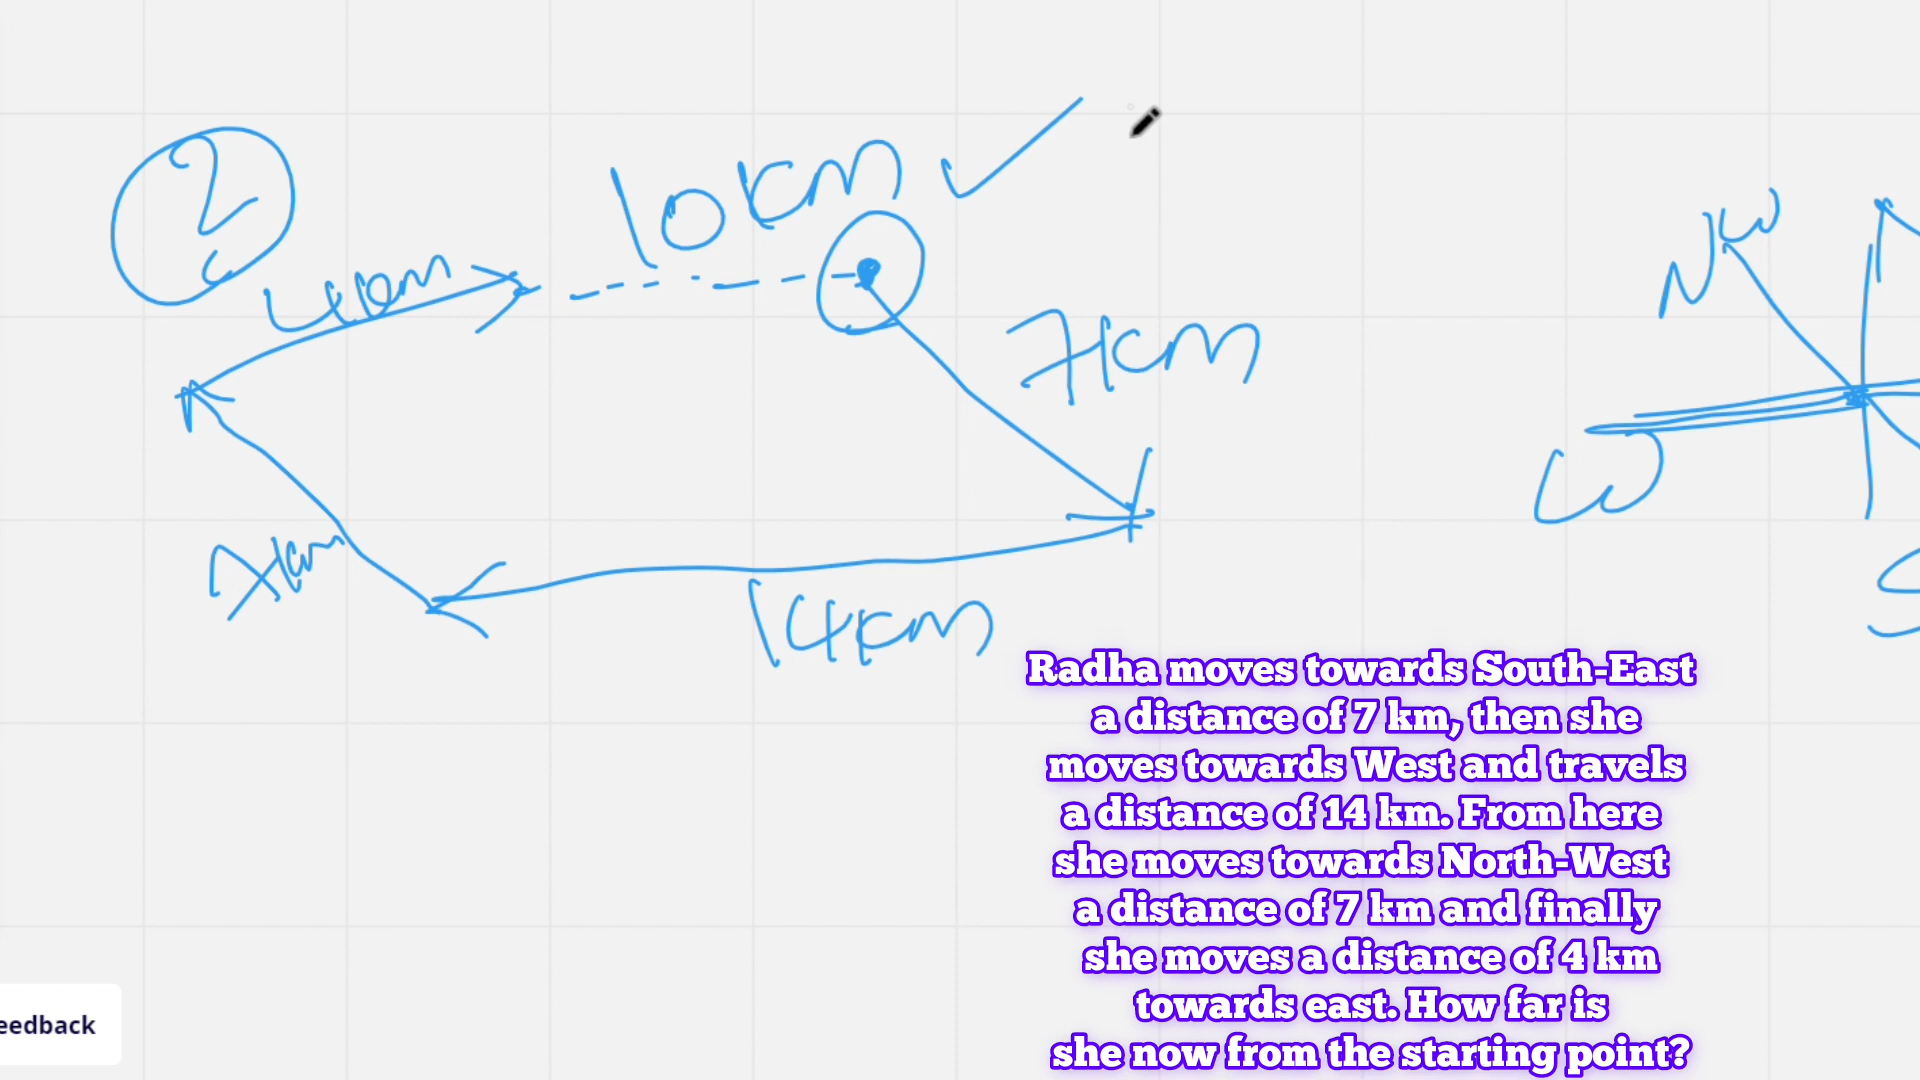 2
10km
4km
7km
7km
14km
NW
W
S
Radha moves towards South-East
a distance of 7 km, then she
moves towards West and travels
a distance of 14 km. From here
she moves towards North-West
a distance of 7 km and finally
she moves a distance of 4 km
towards east. How far is
she now from the starting point?
eedback